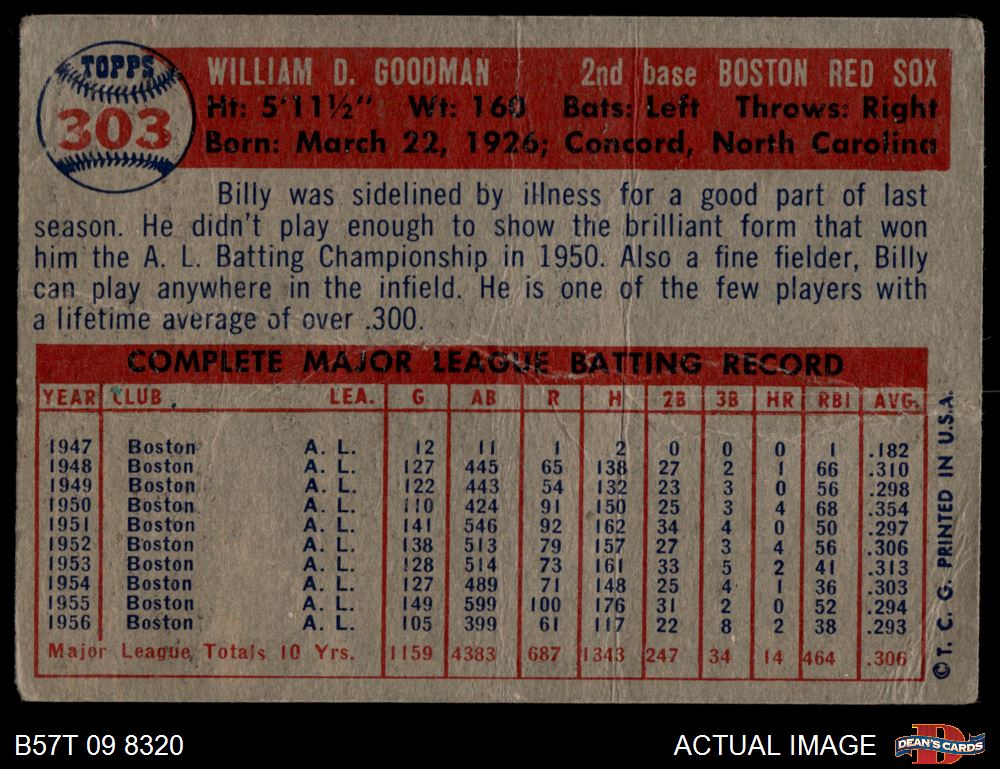 TOPPS
303
WILLIAM D. GOODMAN 2nd base BOSTON RED SOX
Ht: 5'11½" Wt: 160 Bats: Left Throws: Right
Born: March 22, 1926; Concord, North Carolina
Billy was sidelined by illness for a good part of last
season. He didn't play enough to show the brilliant form that won
him the A. L. Batting Championship in 1950. Also a fine fielder, Billy
can play anywhere in the infield. He is one of the few players with
a lifetime average of over .300.
COMPLETE MAJOR LEAGUE BATTING RECORD
YEAR CLUB LEA. G AB R H 2B 3B HR RBI AVG.
1947 Boston A. L. 12 11 1 2 0 0 0 1 .182
1948 Boston A. L. 127 445 65 138 27 2 1 66 .310
1949 Boston A. L. 122 443 54 132 23 3 0 56 .298
1950 Boston A. L. 110 424 91 150 25 3 4 68 .354
1951 Boston A. L. 141 546 92 162 34 4 0 50 .297
1952 Boston A. L. 138 513 79 157 27 3 4 56 .306
1953 Boston A. L. 128 514 73 161 33 5 2 41 .313
1954 Boston A. L. 127 489 71 148 25 4 1 36 .303
1955 Boston A. L. 149 599 100 176 31 2 0 52 .294
1956 Boston A. L. 105 399 61 117 22 8 2 38 .293
Major League Totals 10 Yrs. 1159 4383 687 1343 247 34 14 464 .306
© T. C. G. PRINTED IN U.S.A.
B57T 09 8320
ACTUAL IMAGE
D
DEAN'S CARDS